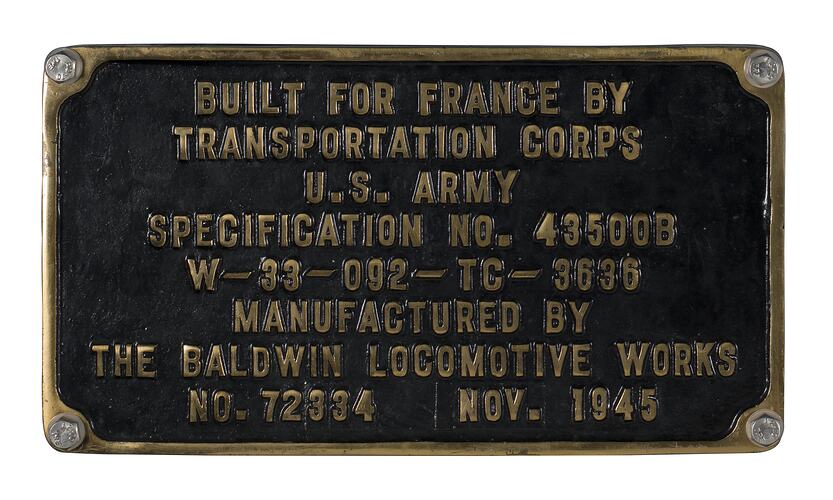 BUILT FOR FRANCE BY
TRANSPORTATION CORPS
U.S. ARMY
SPECIFICATION NO. 43500B
W-33-092-TC-3636
MANUFACTURED BY
THE BALDWIN LOCOMOTIVE WORKS
NO. 72334 NOV. 1945